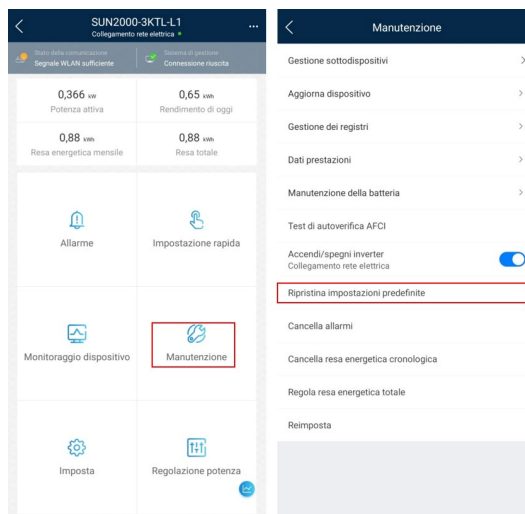 SUN2000-3KTL-L1
Collegamento rete elettrica
Stato della comunicazione
Segnale WLAN sufficiente
Sistema di gestione
Connessione riuscita
0,366 kW
Potenza attiva
0,65 kWh
Rendimento di oggi
0,88 kWh
Resa energetica mensile
0,88 kWh
Resa totale
Allarme
Impostazione rapida
Monitoraggio dispositivo
Manutenzione
Imposta
Regolazione potenza
Manutenzione
Gestione sottodispositivi
Aggiorna dispositivo
Gestione dei registri
Dati prestazioni
Manutenzione della batteria
Test di autoverifica AFCI
Accendi/spegni inverter
Collegamento rete elettrica
Ripristina impostazioni predefinite
Cancella allarmi
Cancella resa energetica cronologica
Regola resa energetica totale
Reimposta